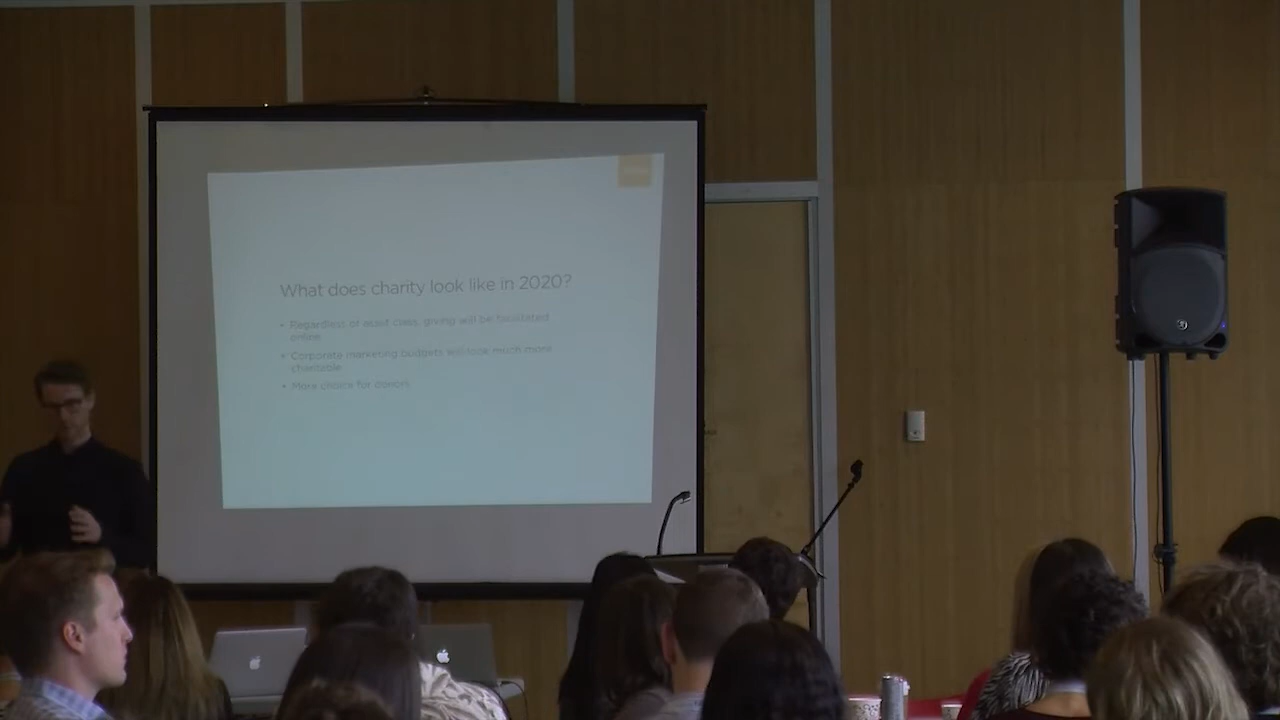 What does charity look like in 2020?
• Regardless of asset class, giving will be facilitated
online
• Corporate marketing budgets will look much more
charitable
• More choice for donors